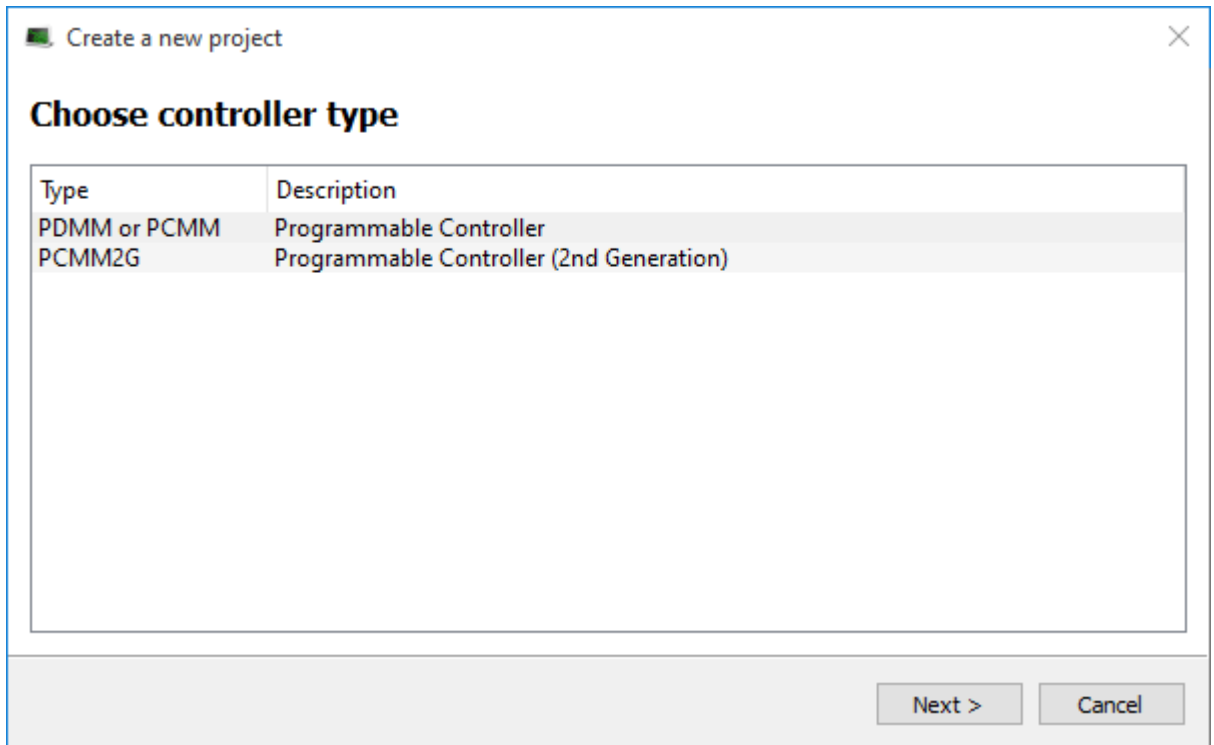 Create a new project
Choose controller type
Type Description
PDMM or PCMM Programmable Controller
PCMM2G Programmable Controller (2nd Generation)
Next > Cancel